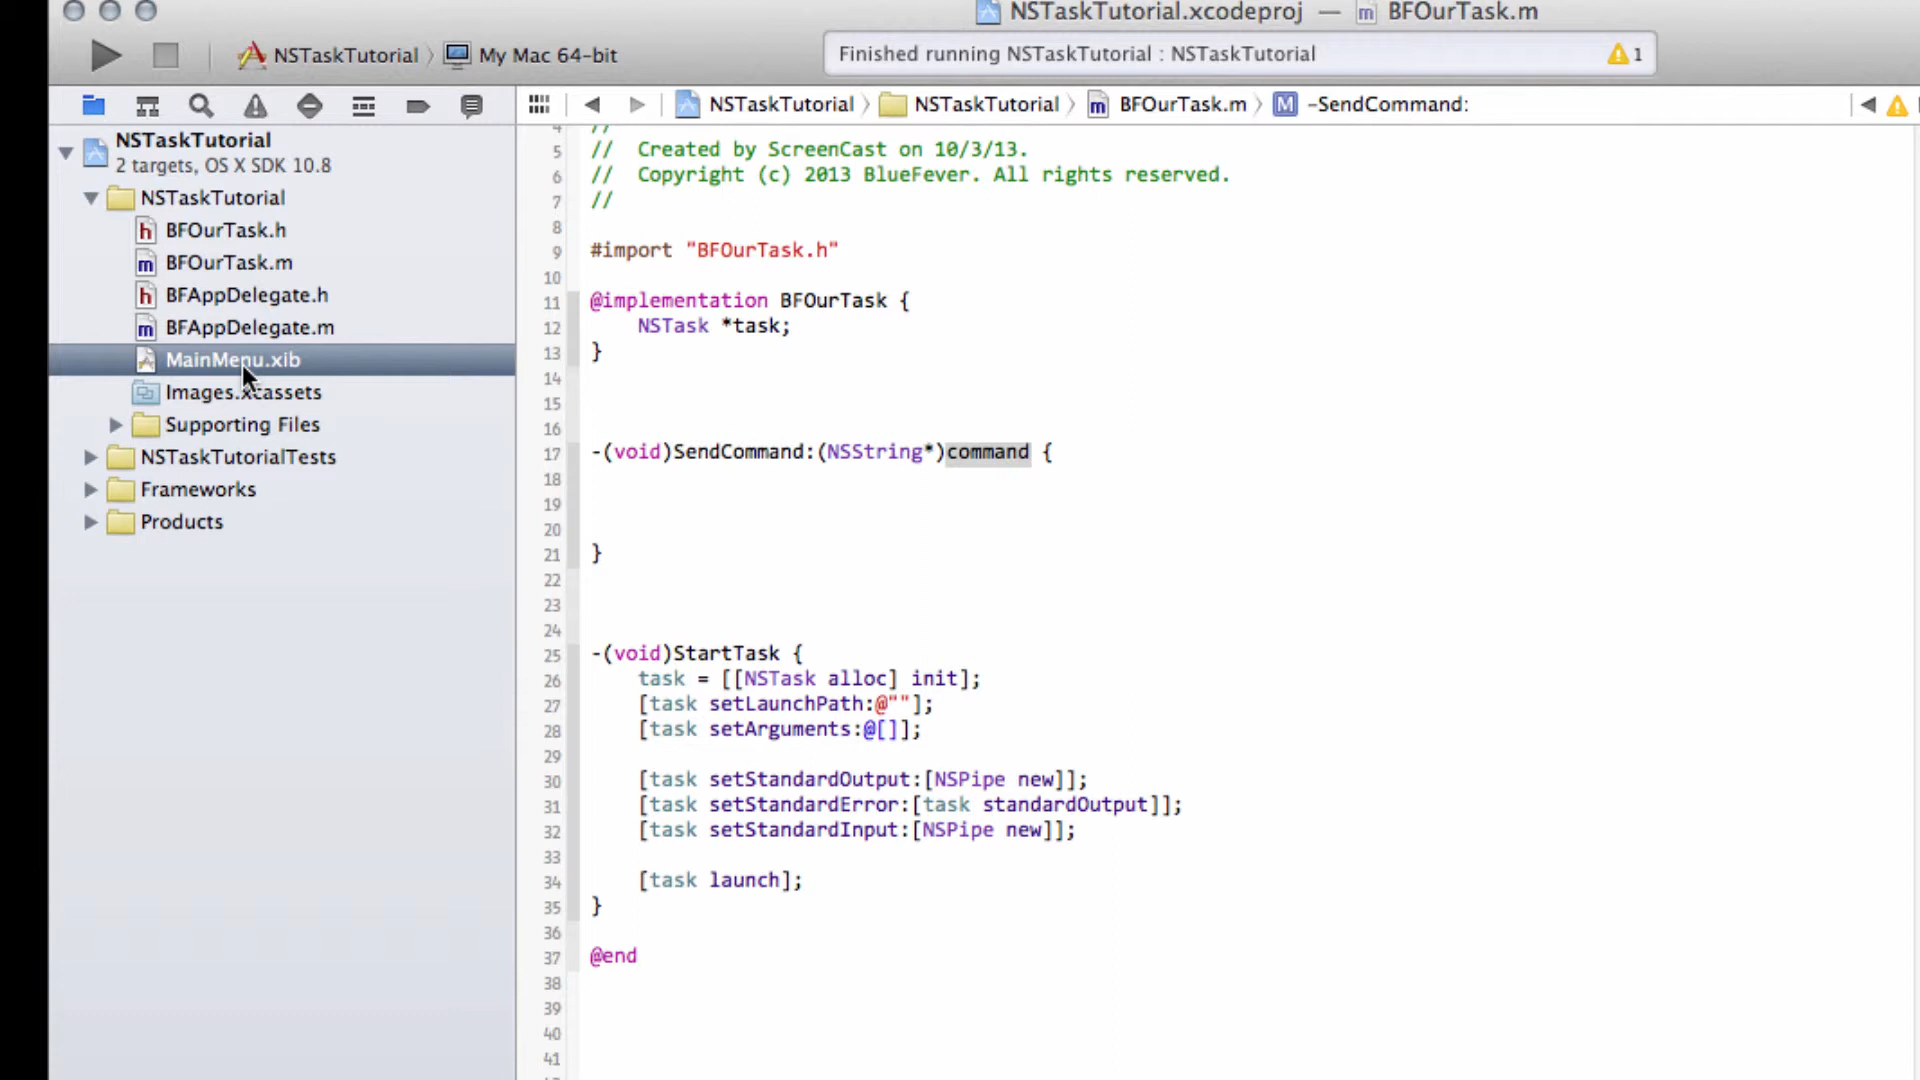 NSTaskTutorial.xcodeproj — BFOurTask.m
NSTaskTutorial 〉 My Mac 64-bit
Finished running NSTaskTutorial : NSTaskTutorial
1
NSTaskTutorial 〉 NSTaskTutorial 〉 BFOurTask.m 〉 M -SendCommand:
NSTaskTutorial
2 targets, OS X SDK 10.8
NSTaskTutorial
h BFOurTask.h
m BFOurTask.m
h BFAppDelegate.h
m BFAppDelegate.m
MainMenu.xib
Images.xcassets
Supporting Files
NSTaskTutorialTests
Frameworks
Products
4 //
5 //  Created by ScreenCast on 10/3/13.
6 //  Copyright (c) 2013 BlueFever. All rights reserved.
7 //
8
9 #import "BFOurTask.h"
10
11 @implementation BFOurTask {
12     NSTask *task;
13 }
14
15
16
17 -(void)SendCommand:(NSString*)command {
18
19
20
21 }
22
23
24
25 -(void)StartTask {
26     task = [[NSTask alloc] init];
27     [task setLaunchPath:@""];
28     [task setArguments:@[]];
29
30     [task setStandardOutput:[NSPipe new]];
31     [task setStandardError:[task standardOutput]];
32     [task setStandardInput:[NSPipe new]];
33
34     [task launch];
35 }
36
37 @end
38
39
40
41